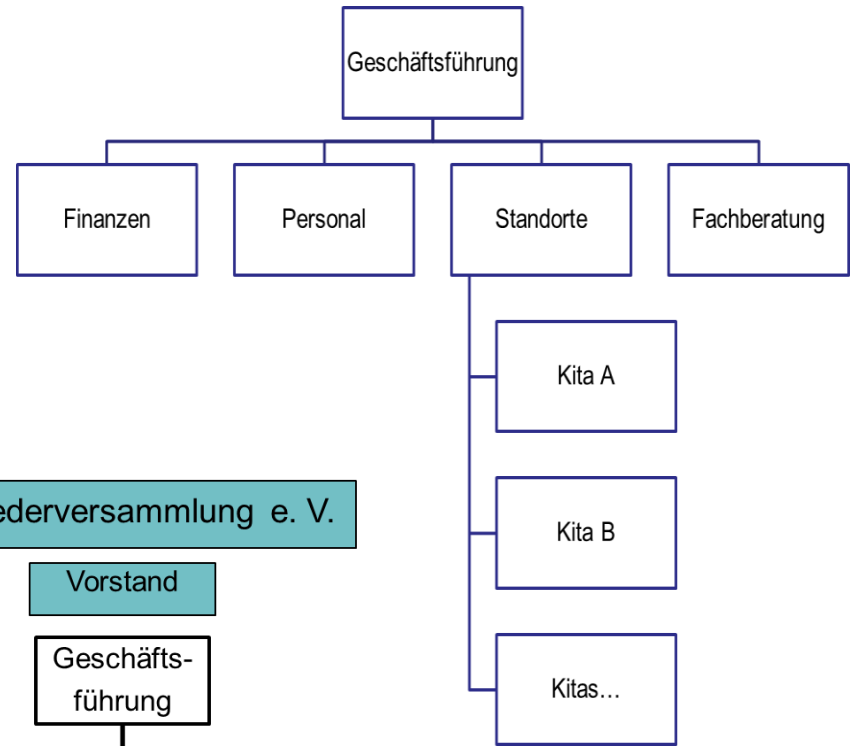 Geschäftsführung
Finanzen
Personal
Standorte
Fachberatung
Kita A
Kita B
Kitas…
ederversammlung e. V.
Vorstand
Geschäfts-
führung